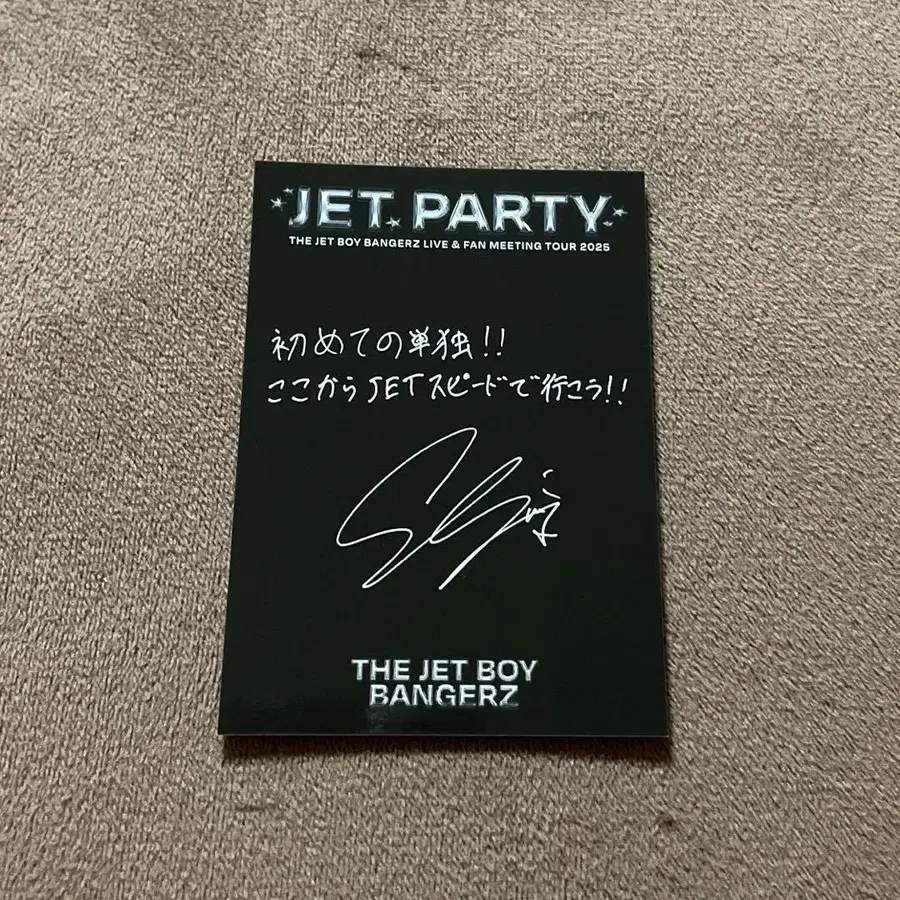 JET PARTY
THE JET BOY BANGERZ LIVE & FAN MEETING TOUR 2025
初めての単独!!
ここから JETスピードで行こう!!
THE JET BOY
BANGERZ